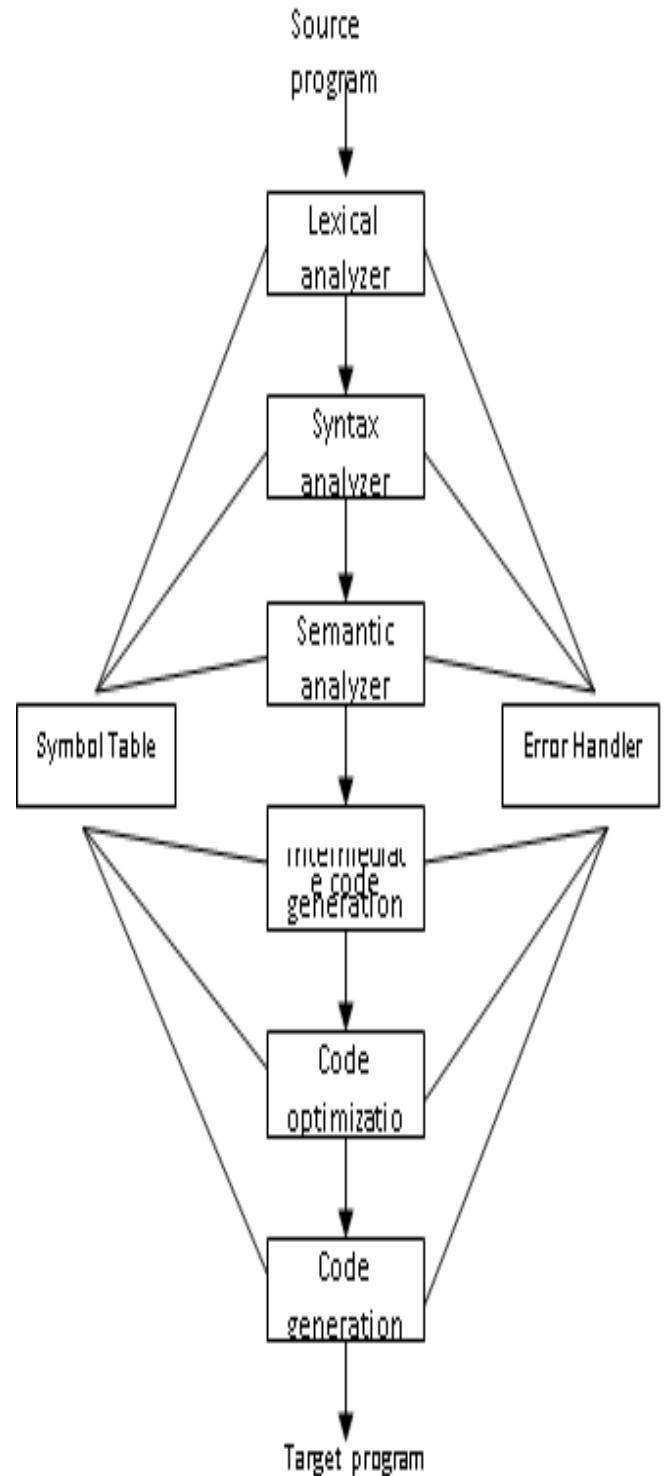 Source
program
Lexical
analyzer
Syntax
analyzer
Semantic
analyzer
Symbol Table
Error Handler
Intermediat
e code
generation
Code
optimizatio
Code
generation
Target program